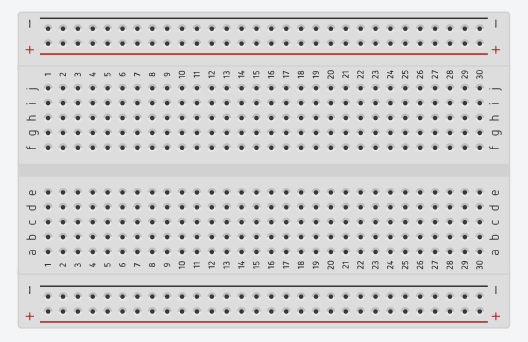 − −
+ +
1 2 3 4 5 6 7 8 9 10 11 12 13 14 15 16 17 18 19 20 21 22 23 24 25 26 27 28 29 30
j j
i i
h h
g g
f f
e e
d d
c c
b b
a a
1 2 3 4 5 6 7 8 9 10 11 12 13 14 15 16 17 18 19 20 21 22 23 24 25 26 27 28 29 30
− −
+ +